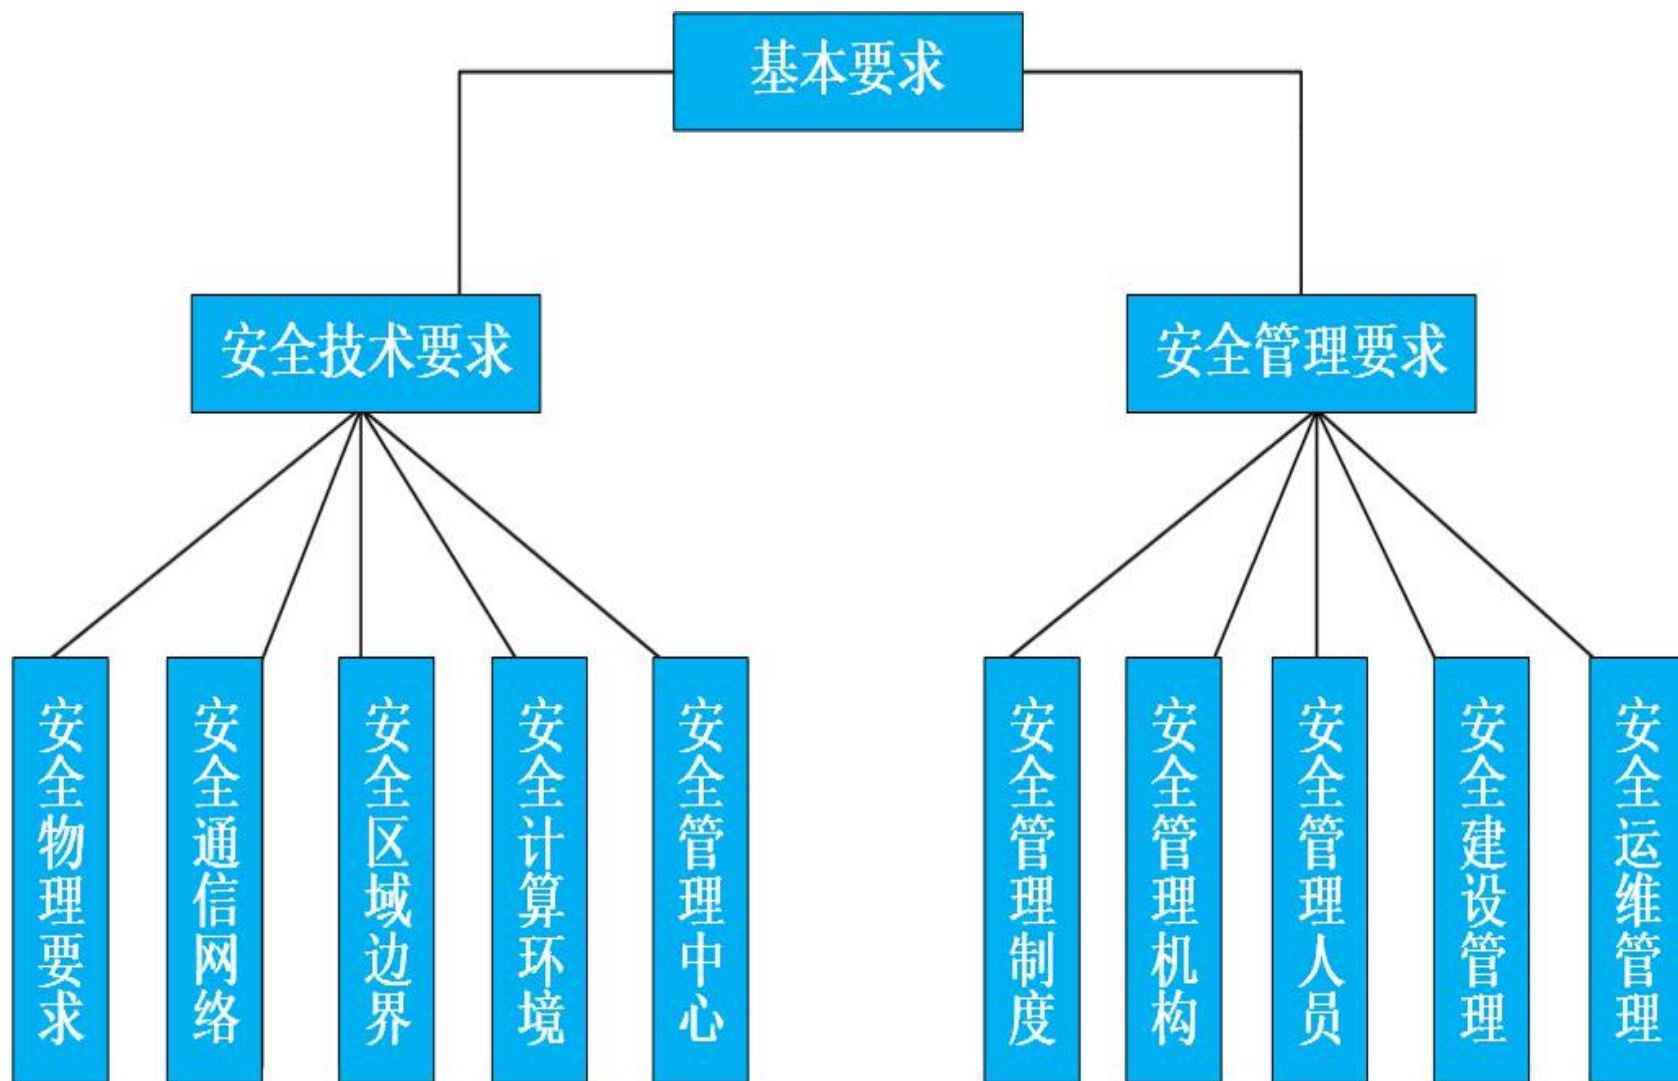 基本要求
安全技术要求
安全管理要求
安全物理要求
安全通信网络
安全区域边界
安全计算环境
安全管理中心
安全管理制度
安全管理机构
安全管理人员
安全建设管理
安全运维管理